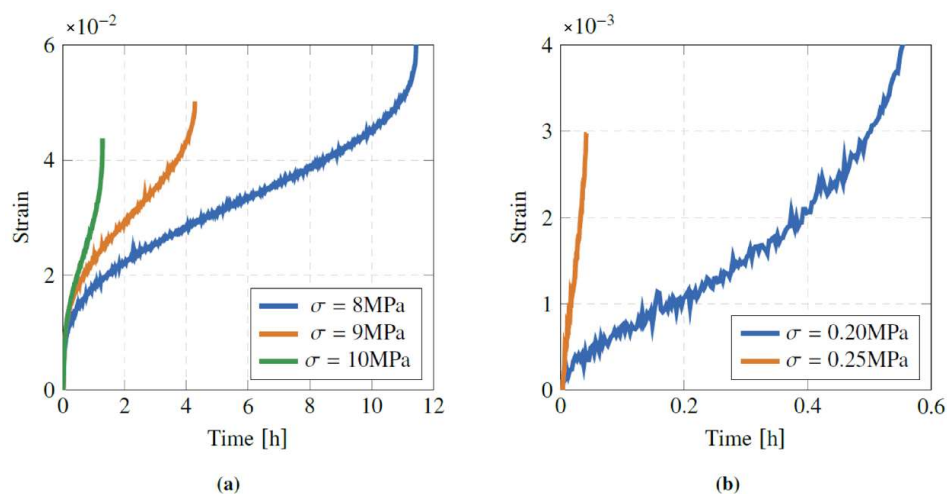 ×10⁻²
6
4
2
0
Strain
0 2 4 6 8 10 12
Time [h]
σ = 8MPa
σ = 9MPa
σ = 10MPa
(a)
×10⁻³
4
3
2
1
0
Strain
0 0.2 0.4 0.6
Time [h]
σ = 0.20MPa
σ = 0.25MPa
(b)